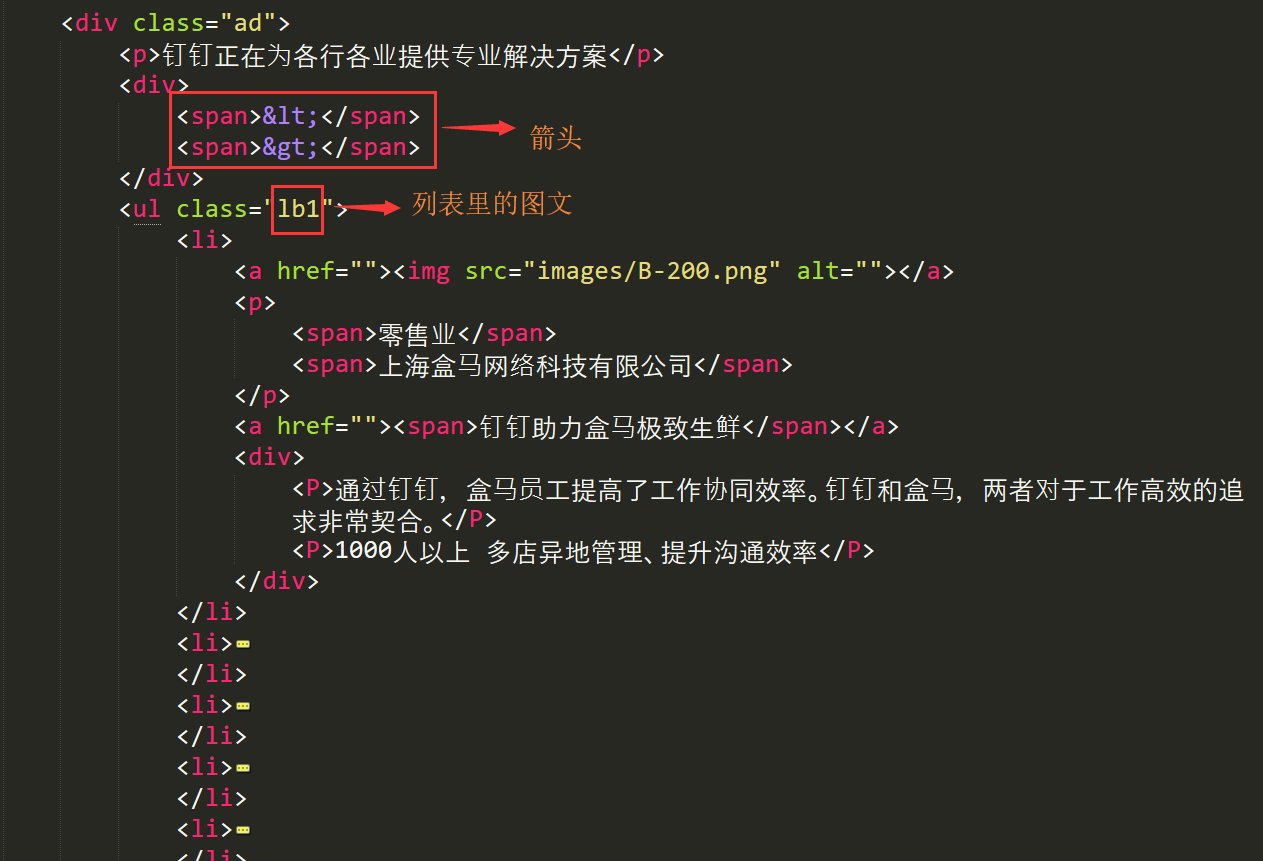 <div class="ad">
<p>钉钉正在为各行各业提供专业解决方案</p>
<div>
<span>&lt;</span>
<span>&gt;</span>
箭头
</div>
<ul class="lb1">
列表里的图文
<li>
<a href=""><img src="images/B-200.png" alt=""></a>
<p>
<span>零售业</span>
<span>上海盒马网络科技有限公司</span>
</p>
<a href=""><span>钉钉助力盒马极致生鲜</span></a>
<div>
<P>通过钉钉, 盒马员工提高了工作协同效率。钉钉和盒马, 两者对于工作高效的追
求非常契合。</P>
<P>1000人以上 多店异地管理、提升沟通效率</P>
</div>
</li>
<li>
</li>
<li>
</li>
<li>
</li>
<li>
</li>